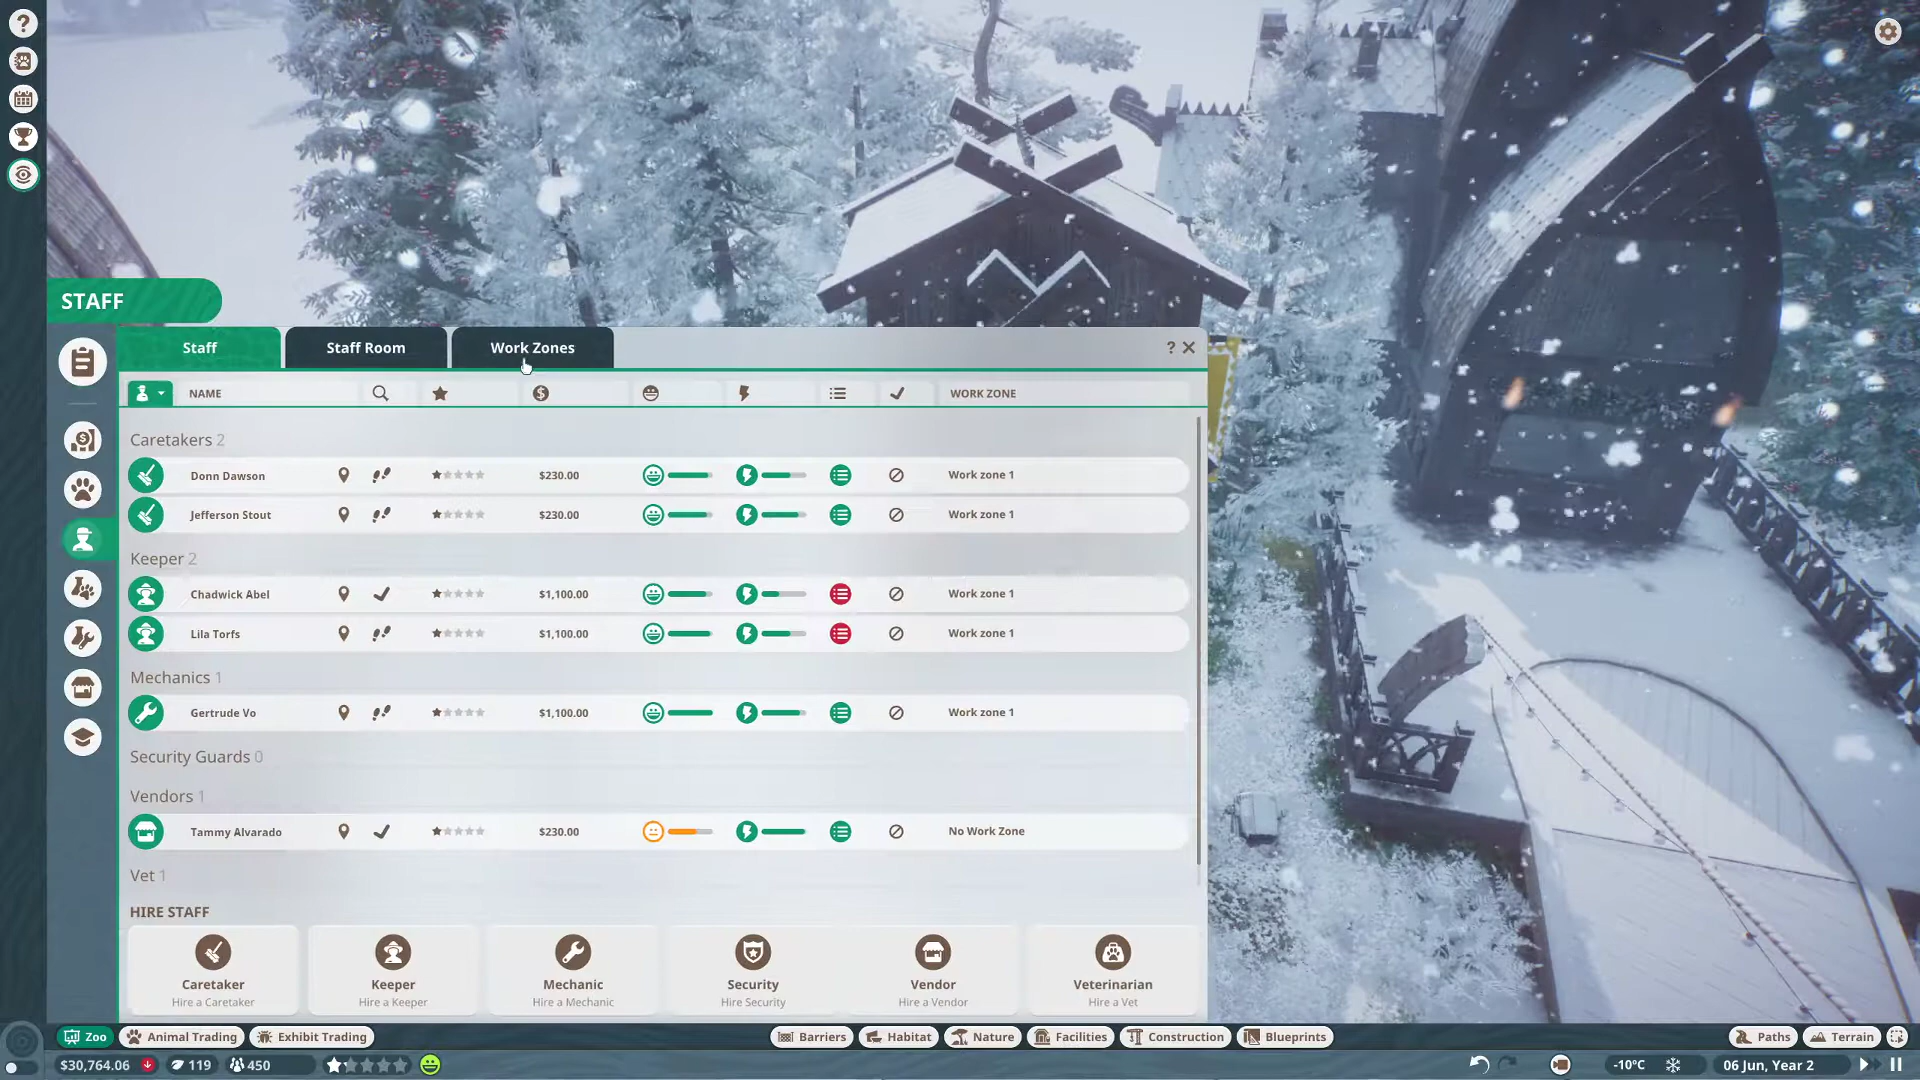 STAFF
Staff
Staff Room
Work Zones
?
NAME
WORK ZONE
Caretakers 2
Donn Dawson $230.00 Work zone 1
Jefferson Stout $230.00 Work zone 1
Keeper 2
Chadwick Abel $1,100.00 Work zone 1
Lila Torfs $1,100.00 Work zone 1
Mechanics 1
Gertrude Vo $1,100.00 Work zone 1
Security Guards 0
Vendors 1
Tammy Alvarado $230.00 No Work Zone
Vet 1
HIRE STAFF
Caretaker
Hire a Caretaker
Keeper
Hire a Keeper
Mechanic
Hire a Mechanic
Security
Hire Security
Vendor
Hire a Vendor
Veterinarian
Hire a Vet
Zoo Animal Trading Exhibit Trading Barriers Habitat Nature Facilities Construction Blueprints Paths Terrain
$30,764.06 119 450 -10°C 06 Jun, Year 2